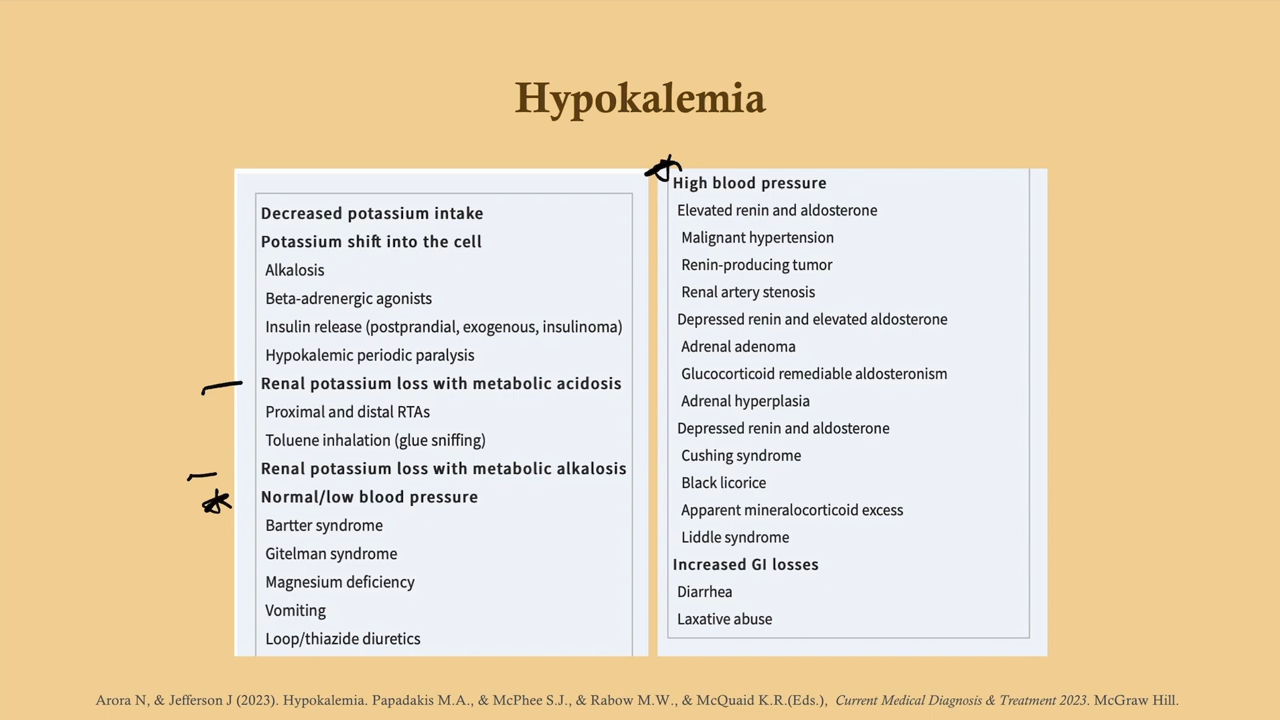 Hypokalemia
Decreased potassium intake
Potassium shift into the cell
Alkalosis
Beta-adrenergic agonists
Insulin release (postprandial, exogenous, insulinoma)
Hypokalemic periodic paralysis
Renal potassium loss with metabolic acidosis
Proximal and distal RTAs
Toluene inhalation (glue sniffing)
Renal potassium loss with metabolic alkalosis
Normal/low blood pressure
Bartter syndrome
Gitelman syndrome
Magnesium deficiency
Vomiting
Loop/thiazide diuretics
High blood pressure
Elevated renin and aldosterone
Malignant hypertension
Renin-producing tumor
Renal artery stenosis
Depressed renin and elevated aldosterone
Adrenal adenoma
Glucocorticoid remediable aldosteronism
Adrenal hyperplasia
Depressed renin and aldosterone
Cushing syndrome
Black licorice
Apparent mineralocorticoid excess
Liddle syndrome
Increased GI losses
Diarrhea
Laxative abuse
Arora N, & Jefferson J (2023). Hypokalemia. Papadakis M.A., & McPhee S.J., & Rabow M.W., & McQuaid K.R.(Eds.), Current Medical Diagnosis & Treatment 2023. McGraw Hill.